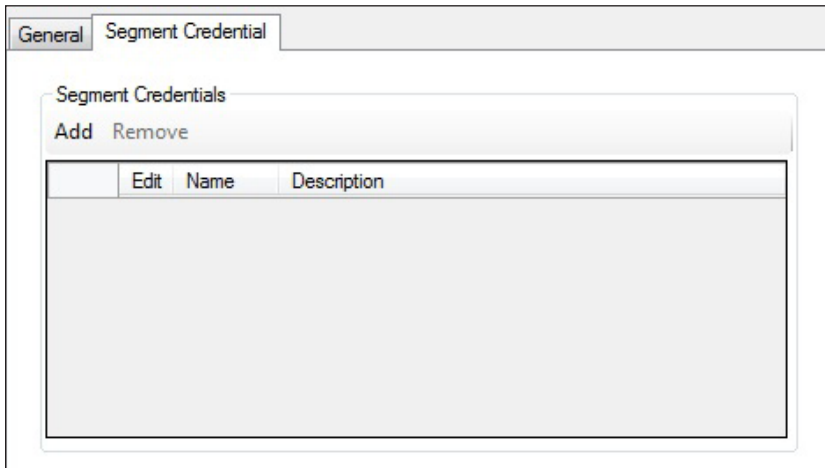 General Segment Credential
Segment Credentials
Add Remove
Edit Name Description